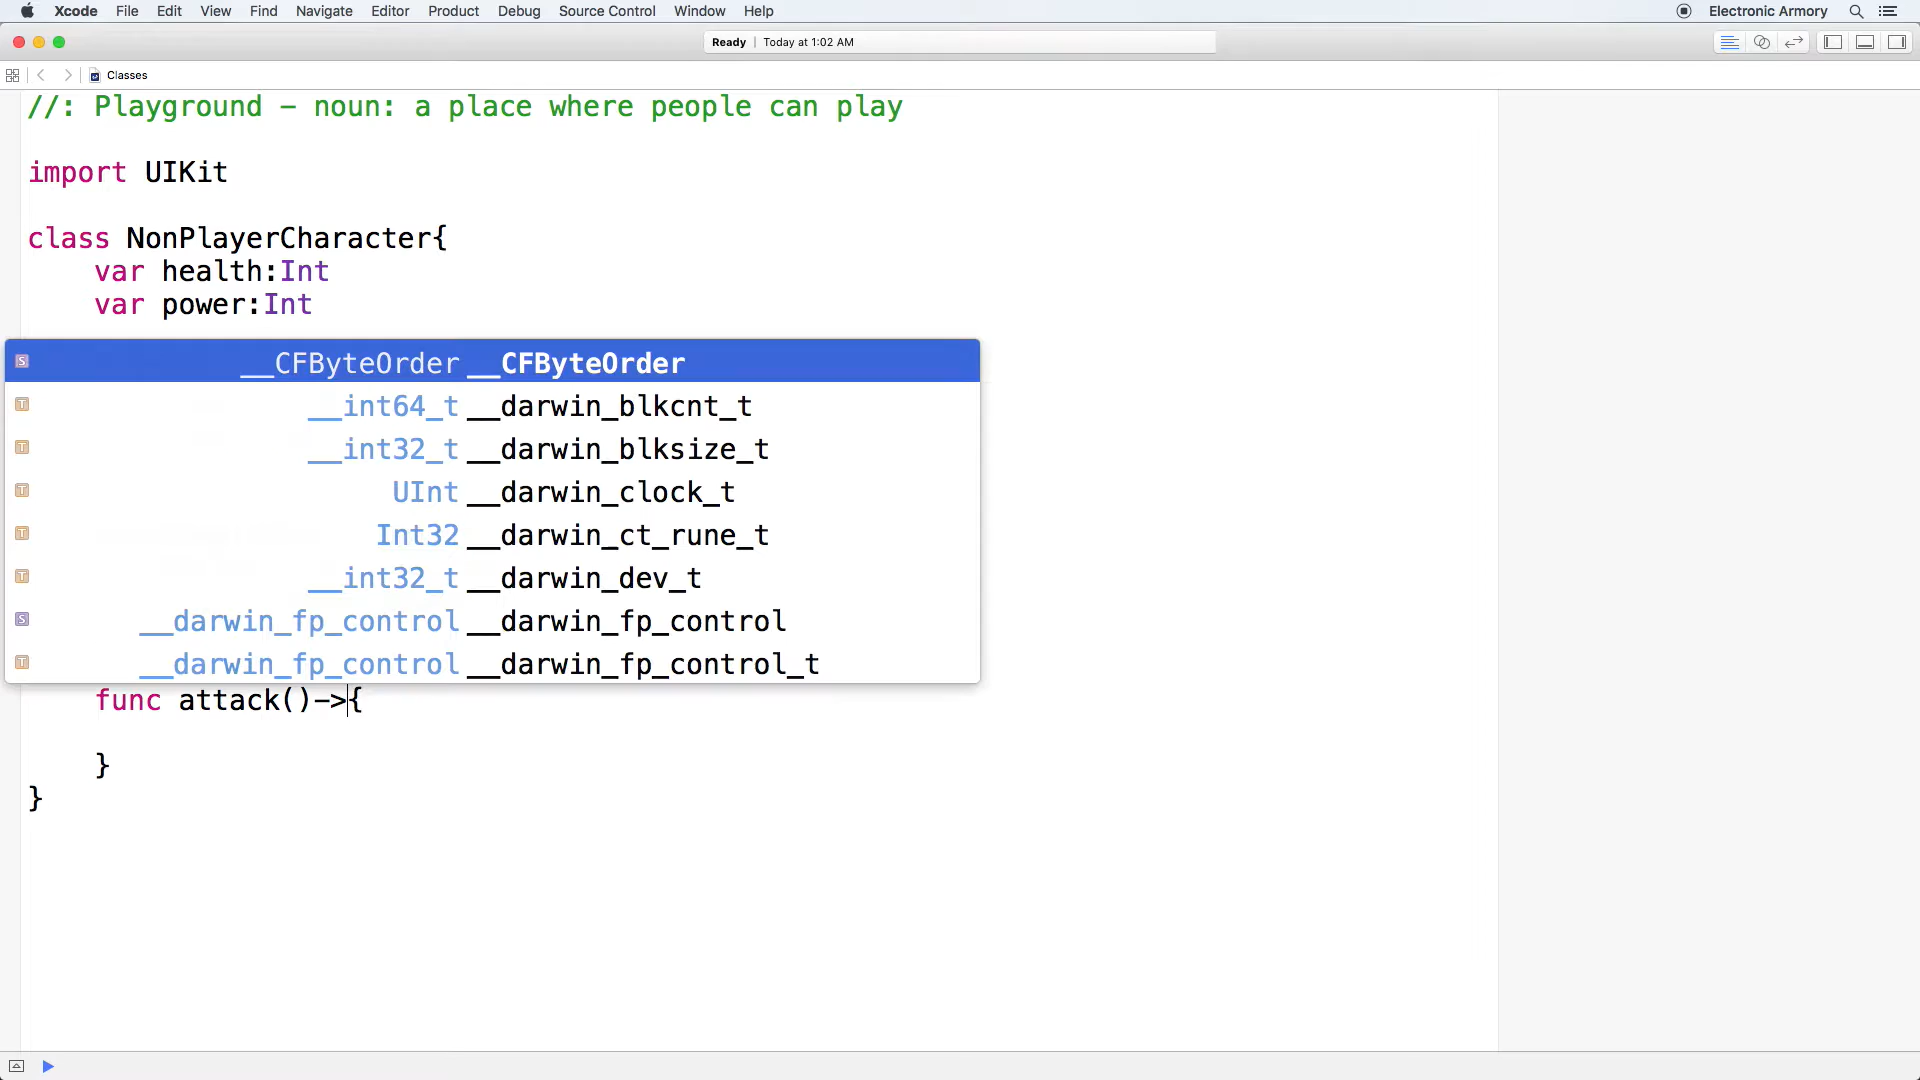 Xcode File Edit View Find Navigate Editor Product Debug Source Control Window Help Electronic Armory
Ready | Today at 1:02 AM
Classes
//: Playground – noun: a place where people can play
import UIKit
class NonPlayerCharacter{
var health:Int
var power:Int
S __CFByteOrder __CFByteOrder
T __int64_t __darwin_blkcnt_t
T __int32_t __darwin_blksize_t
T UInt __darwin_clock_t
T Int32 __darwin_ct_rune_t
T __int32_t __darwin_dev_t
S __darwin_fp_control __darwin_fp_control
T __darwin_fp_control __darwin_fp_control_t
func attack()->{
}
}